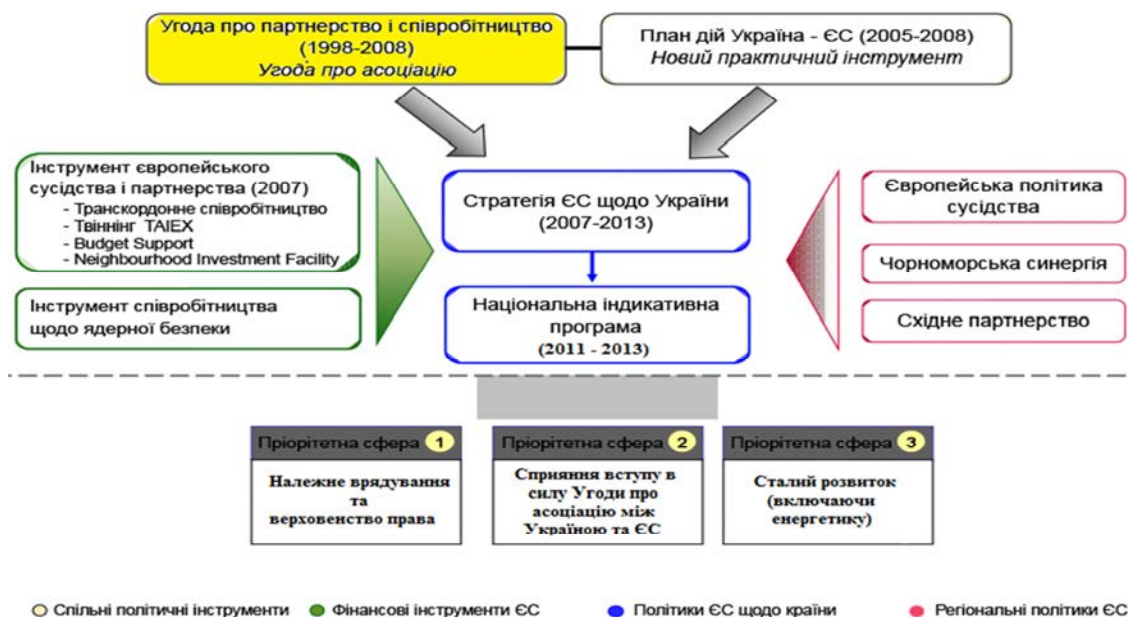 Угода про партнерство і співробітництво
(1998-2008)
Угода про асоціацію
План дій Україна - ЄС (2005-2008)
Новий практичний інструмент
Інструмент європейського
сусідства і партнерства (2007)
- Транскордонне співробітництво
- Твіннінг TAIEX
- Budget Support
- Neighbourhood Investment Facility
Інструмент співробітництва
щодо ядерної безпеки
Стратегія ЄС щодо України
(2007-2013)
Національна індикативна
програма
(2011 - 2013)
Європейська політика
сусідства
Чорноморська синергія
Східне партнерство
Пріорітетна сфера 1
Належне врядування
та
верховенство права
Пріорітетна сфера 2
Сприяння вступу в
силу Угоди про
асоціацію між
Україною та ЄС
Пріорітетна сфера 3
Сталий розвиток
(включаючи
енергетику)
Спільні політичні інструменти
Фінансові інструменти ЄС
Політики ЄС щодо країни
Регіональні політики ЄС